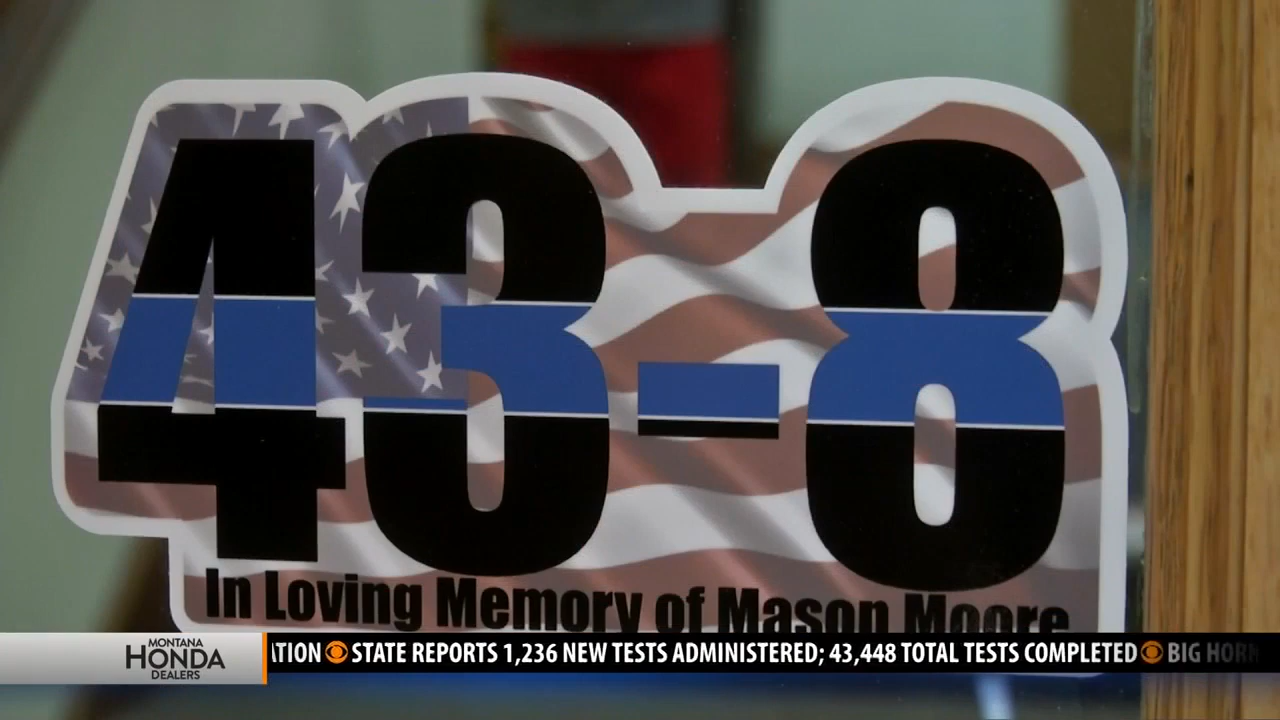 43-8
In Loving Memory of Mason Moore
MONTANA
HONDA
DEALERS
ATION STATE REPORTS 1,236 NEW TESTS ADMINISTERED; 43,448 TOTAL TESTS COMPLETED BIG HORN